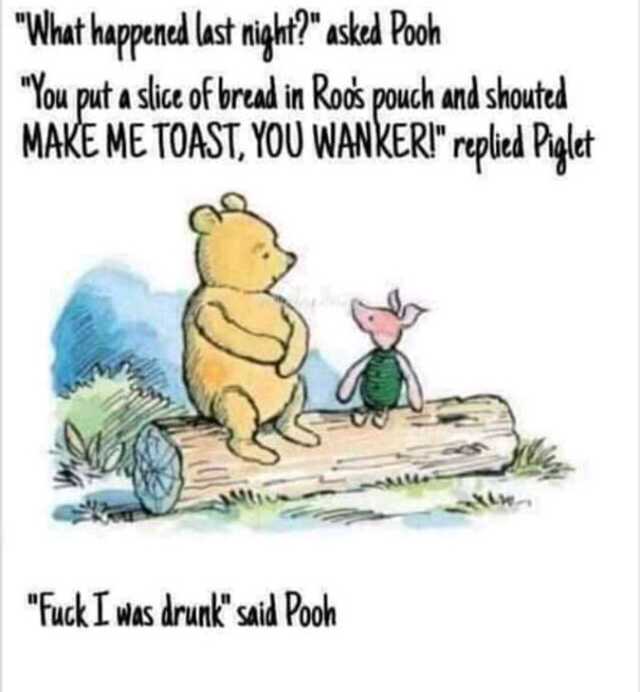 "What happened last night?" asked Pooh
"You put a slice of bread in Roo's pouch and shouted
MAKE ME TOAST, YOU WANKER!" replied Piglet
"Fuck I was drunk" said Pooh